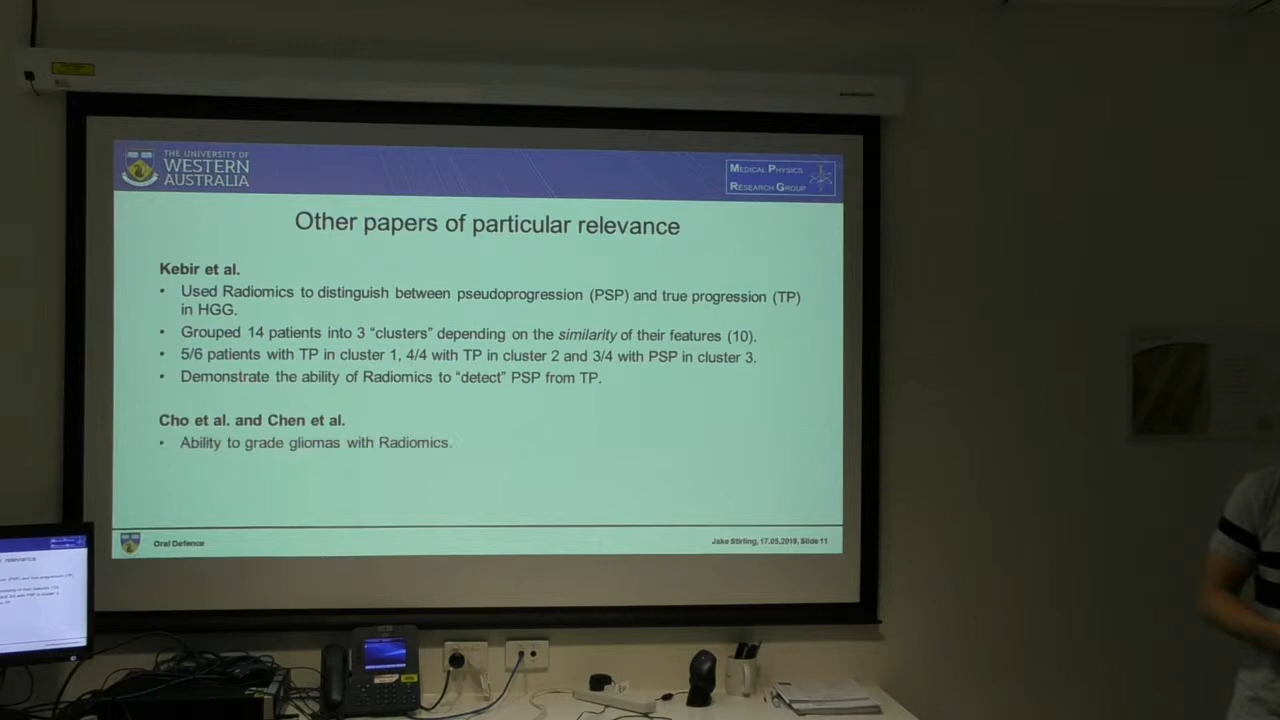 THE UNIVERSITY OF
WESTERN
AUSTRALIA
MEDICAL PHYSICS
RESEARCH GROUP
Other papers of particular relevance
Kebir et al.
• Used Radiomics to distinguish between pseudoprogression (PSP) and true progression (TP)
in HGG.
• Grouped 14 patients into 3 “clusters” depending on the similarity of their features (10).
• 5/6 patients with TP in cluster 1, 4/4 with TP in cluster 2 and 3/4 with PSP in cluster 3.
• Demonstrate the ability of Radiomics to “detect” PSP from TP.
Cho et al. and Chen et al.
• Ability to grade gliomas with Radiomics.
Oral Defence
Jake Stirling, 17.05.2019, Slide 11
relevance